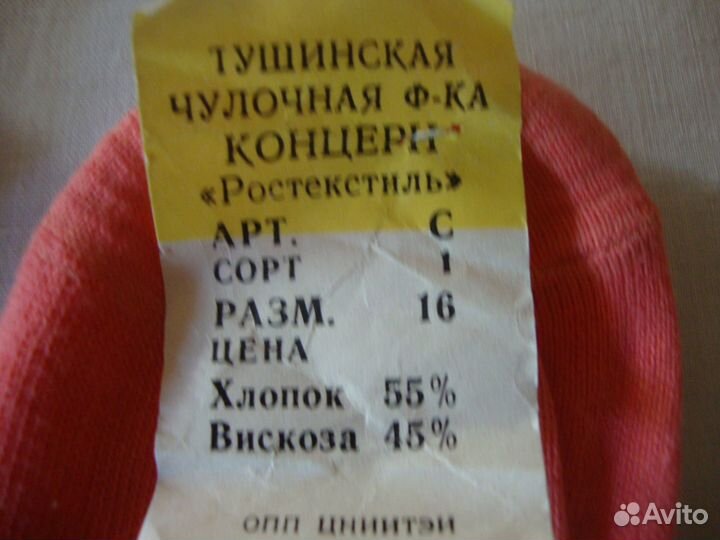 ТУШИНСКАЯ
ЧУЛОЧНАЯ Ф-КА
КОНЦЕРН
«Ростекстиль»
АРТ. С
СОРТ 1
РАЗМ. 16
ЦЕНА
Хлопок 55%
Вискоза 45%
ОПП ЦНИИТЭИ
Avito